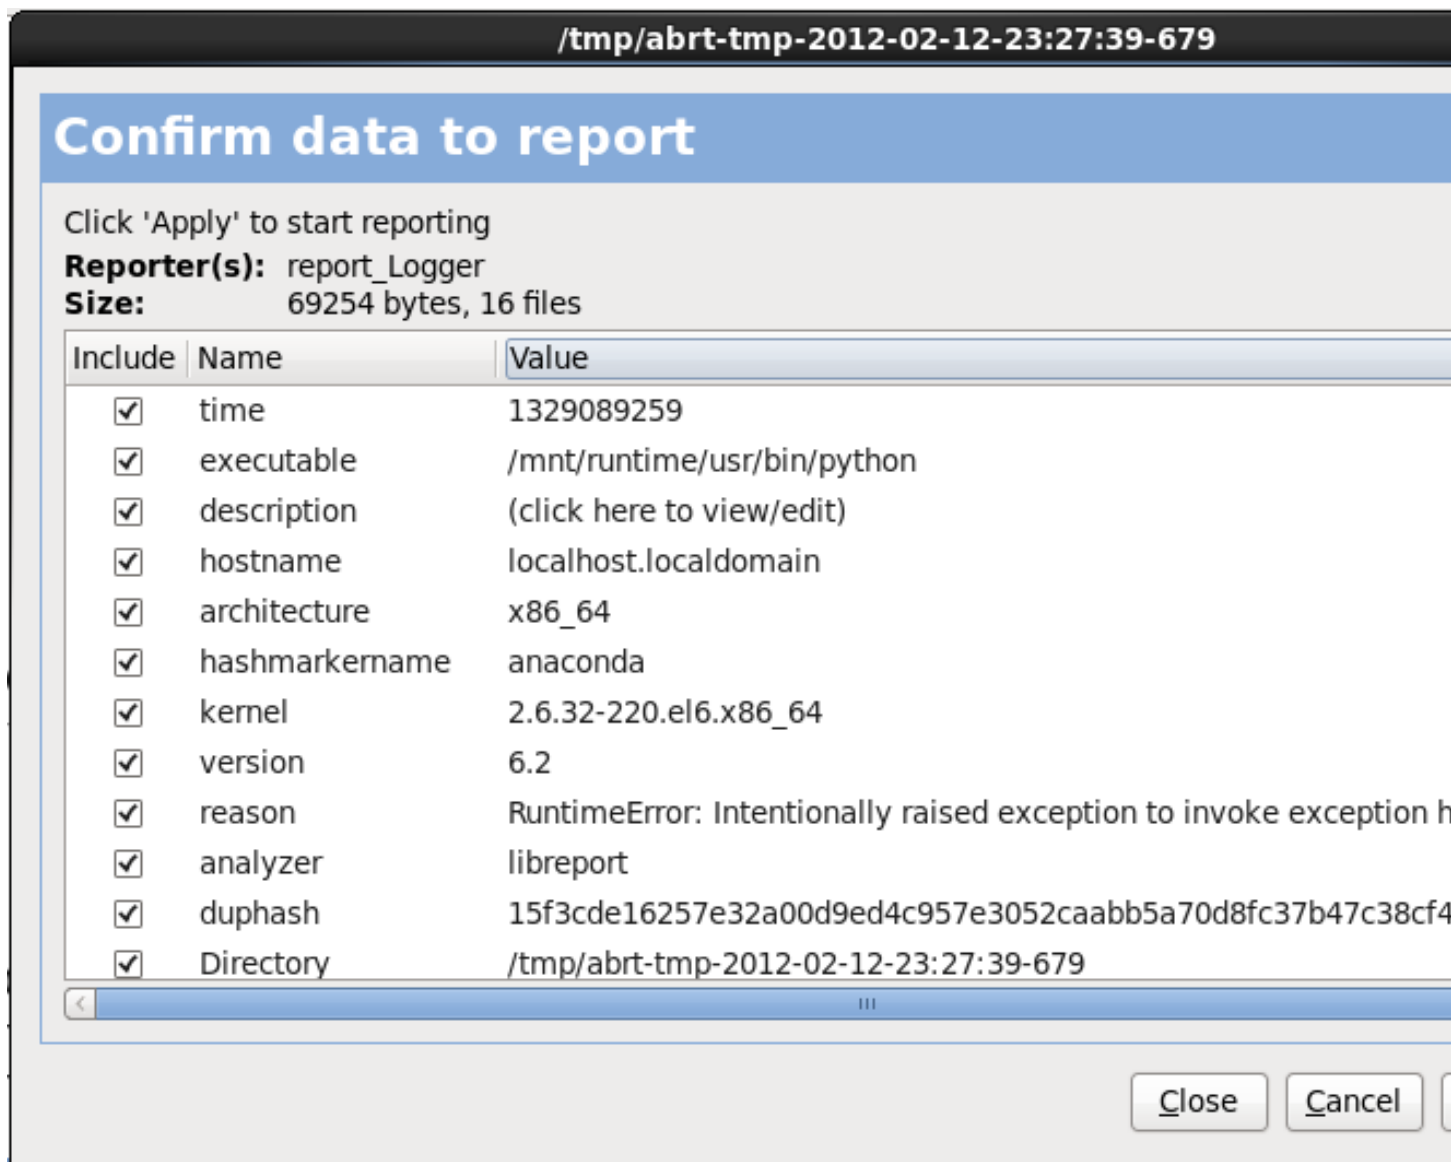 /tmp/abrt-tmp-2012-02-12-23:27:39-679
Confirm data to report
Click 'Apply' to start reporting
Reporter(s): report_Logger
Size: 69254 bytes, 16 files
Include Name Value
time 1329089259
executable /mnt/runtime/usr/bin/python
description (click here to view/edit)
hostname localhost.localdomain
architecture x86_64
hashmarkername anaconda
kernel 2.6.32-220.el6.x86_64
version 6.2
reason RuntimeError: Intentionally raised exception to invoke exception h
analyzer libreport
duphash 15f3cde16257e32a00d9ed4c957e3052caabb5a70d8fc37b47c38cf4
Directory /tmp/abrt-tmp-2012-02-12-23:27:39-679
Close Cancel